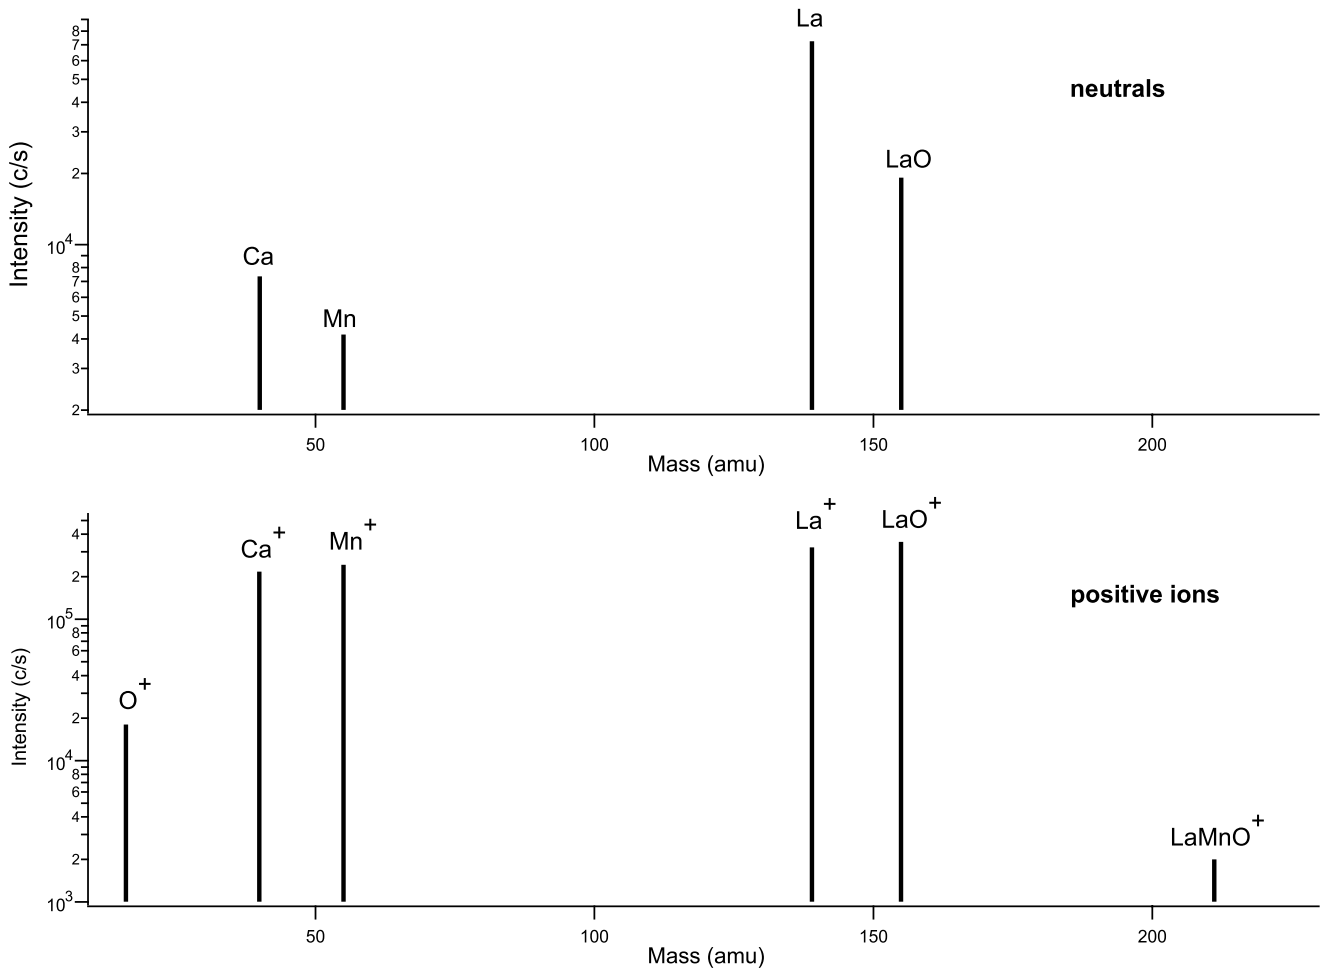 La
8
7
6
neutrals
5
4
3
LaO
2
Intensity (c/s)
10^4
Ca
8
7
6
Mn
5
4
3
2
50 100 150 200
Mass (amu)
La+ LaO+
4
Ca+ Mn+
2
positive ions
10^5
8
6
Intensity (c/s)
4
O+
2
10^4
8
6
4
LaMnO+
2
10^3
50 100 150 200
Mass (amu)